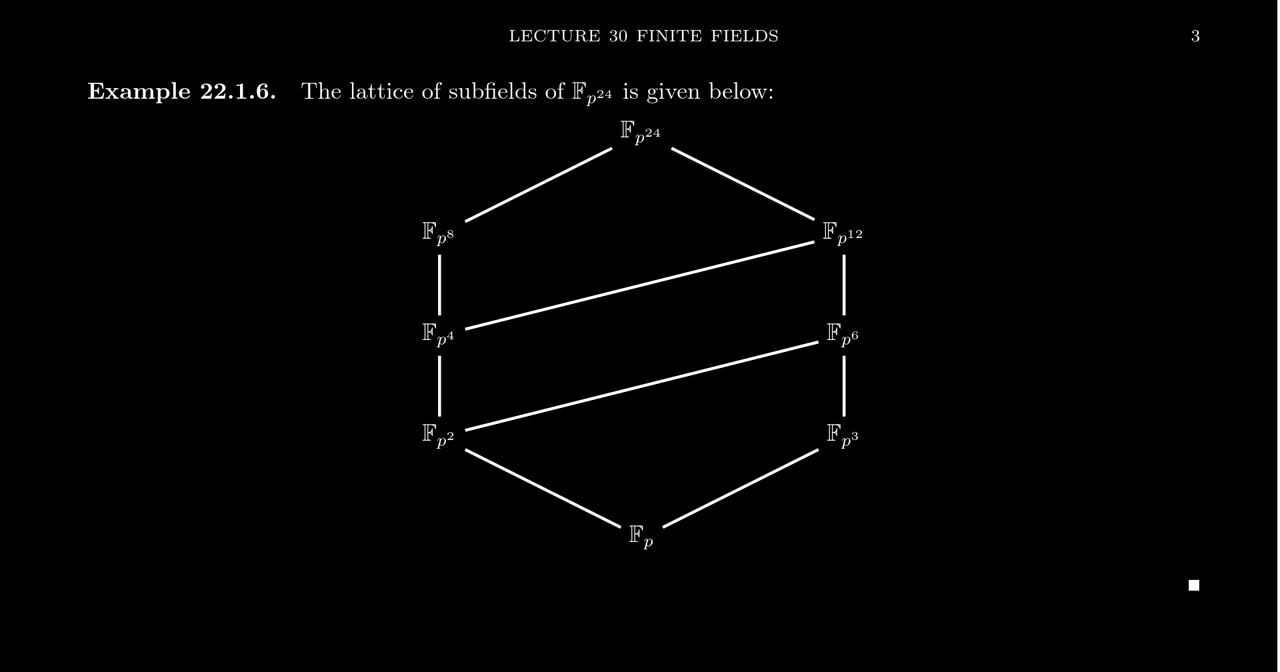 LECTURE 30 FINITE FIELDS 3
Example 22.1.6. The lattice of subfields of 𝔽_{p^{24}} is given below:
𝔽_{p^{24}}
𝔽_{p^8} 𝔽_{p^{12}}
𝔽_{p^4} 𝔽_{p^6}
𝔽_{p^2} 𝔽_{p^3}
𝔽_p